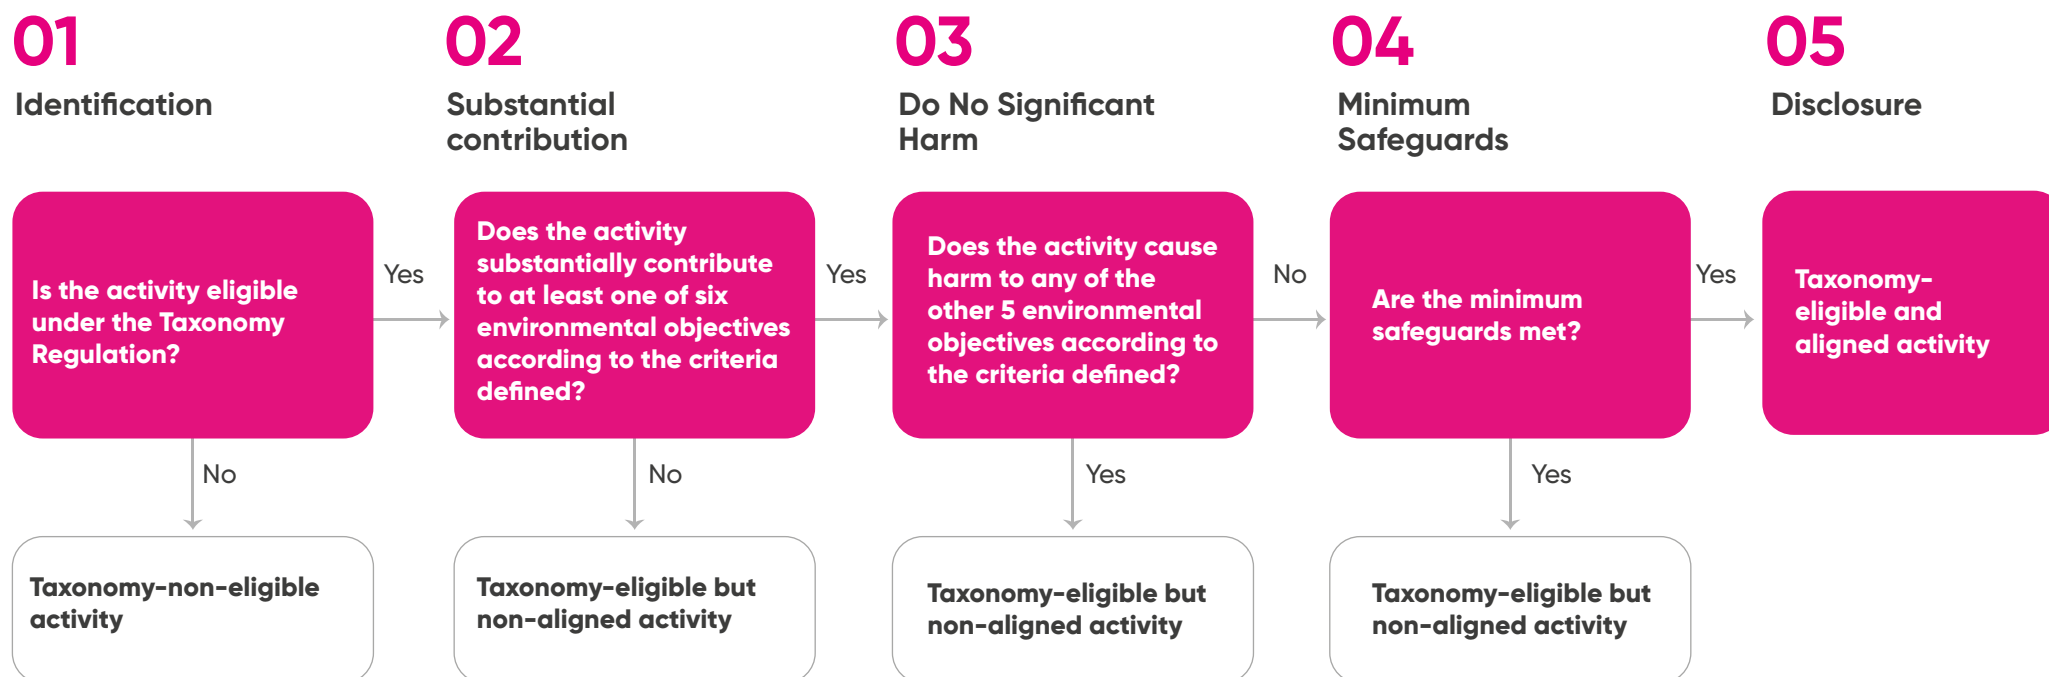 01
Identification
02
Substantial
contribution
03
Do No Significant
Harm
04
Minimum
Safeguards
05
Disclosure
Is the activity eligible
under the Taxonomy
Regulation?
Yes
Does the activity
substantially contribute
to at least one of six
environmental objectives
according to the criteria
defined?
Yes
Does the activity cause
harm to any of the
other 5 environmental
objectives according to
the criteria defined?
No
Are the minimum
safeguards met?
Yes
Taxonomy-
eligible and
aligned activity
No
No
Yes
Yes
Taxonomy-non-eligible
activity
Taxonomy-eligible but
non-aligned activity
Taxonomy-eligible but
non-aligned activity
Taxonomy-eligible but
non-aligned activity